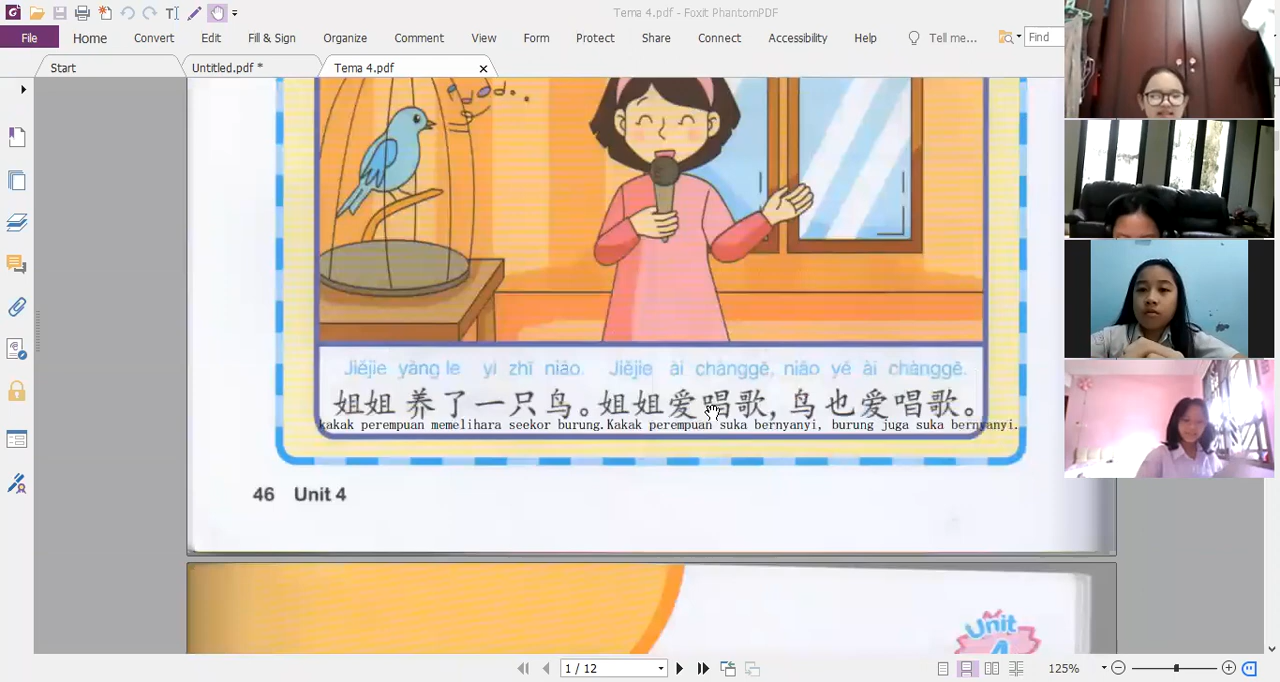 Tema 4.pdf - Foxit PhantomPDF
File Home Convert Edit Fill & Sign Organize Comment View Form Protect Share Connect Accessibility Help Tell me... Find
Start Untitled.pdf * Tema 4.pdf
Jiějie yàng le yì zhī niǎo. Jiějie ài chànggē, niǎo yě ài chànggē.
姐姐养了一只鸟。姐姐爱唱歌,鸟也爱唱歌。
kakak perempuan memelihara seekor burung.Kakak perempuan suka bernyanyi, burung juga suka bernyanyi.
46 Unit 4
Unit
4
1 / 12 125%